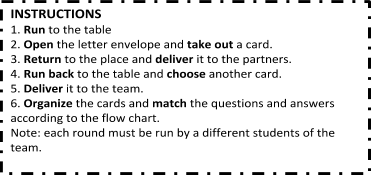 INSTRUCTIONS
1. Run to the table
2. Open the letter envelope and take out a card.
3. Return to the place and deliver it to the partners.
4. Run back to the table and choose another card.
5. Deliver it to the team.
6. Organize the cards and match the questions and answers
according to the flow chart.
Note: each round must be run by a different students of the
team.